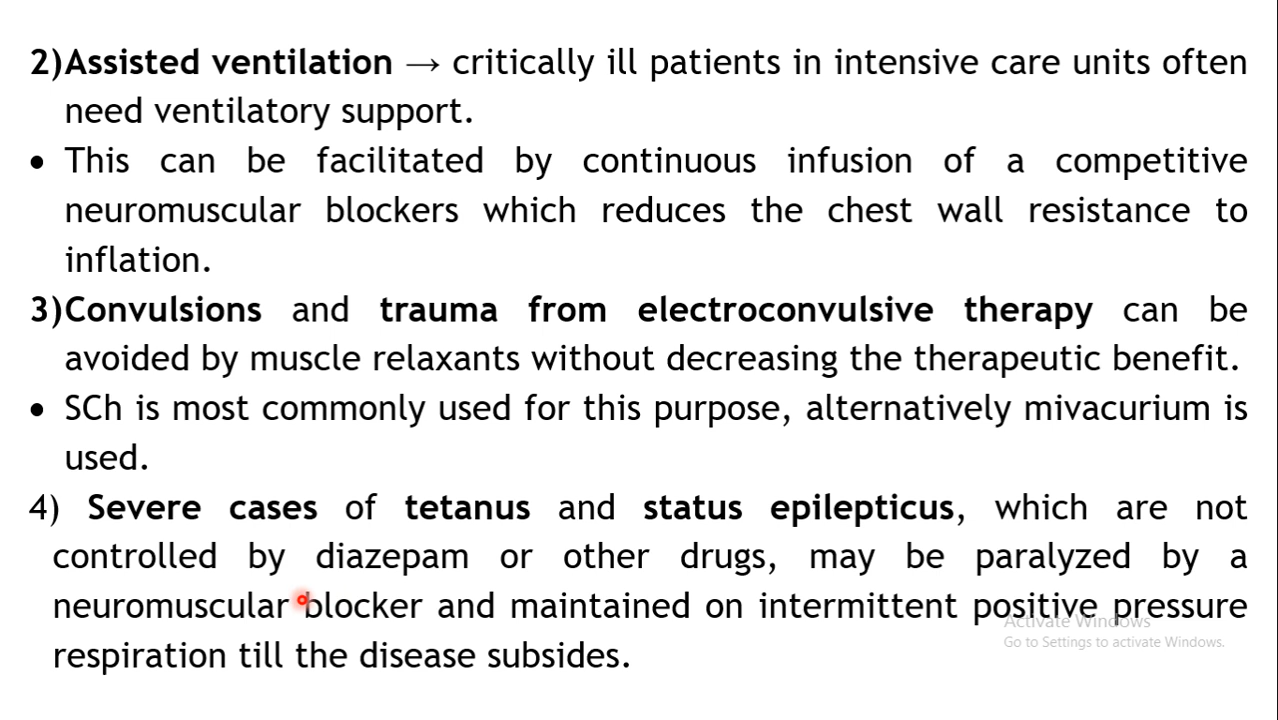 2)Assisted ventilation → critically ill patients in intensive care units often
need ventilatory support.
• This can be facilitated by continuous infusion of a competitive
neuromuscular blockers which reduces the chest wall resistance to
inflation.
3)Convulsions and trauma from electroconvulsive therapy can be
avoided by muscle relaxants without decreasing the therapeutic benefit.
• SCh is most commonly used for this purpose, alternatively mivacurium is
used.
4) Severe cases of tetanus and status epilepticus, which are not
controlled by diazepam or other drugs, may be paralyzed by a
neuromuscular blocker and maintained on intermittent positive pressure
respiration till the disease subsides.
Activate Windows
Go to Settings to activate Windows.